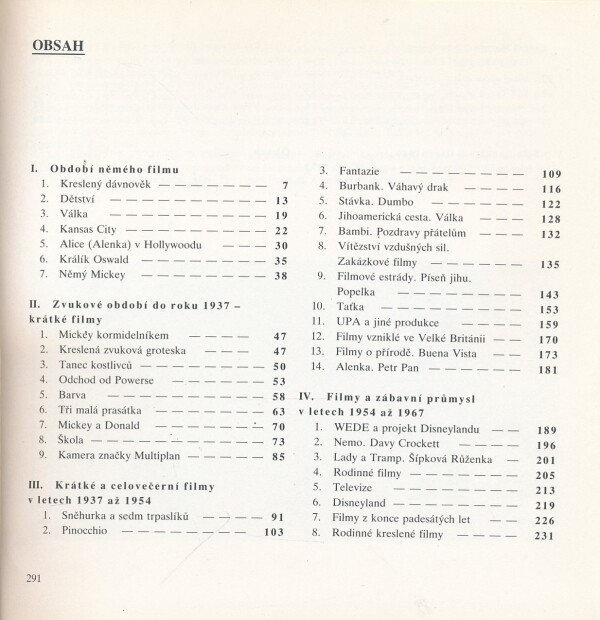 OBSAH
I. Období němého filmu
1. Kreslený dávnověk — — — — — — — 7
2. Dětství — — — — — — — — — — 13
3. Válka — — — — — — — — — — 19
4. Kansas City — — — — — — — — 22
5. Alice (Alenka) v Hollywoodu — — — 30
6. Králík Oswald — — — — — — — 35
7. Němý Mickey — — — — — — — 38
II. Zvukové období do roku 1937 –
krátké filmy
1. Mickey kormidelníkem — — — — — 47
2. Kreslená zvuková groteska — — — 47
3. Tanec kostlivců — — — — — — — 50
4. Odchod od Powerse — — — — — 53
5. Barva — — — — — — — — — — 58
6. Tři malá prasátka — — — — — — 63
7. Mickey a Donald — — — — — — 70
8. Škola — — — — — — — — — — 73
9. Kamera značky Multiplan — — — — 85
III. Krátké a celovečerní filmy
v letech 1937 až 1954
1. Sněhurka a sedm trpaslíků — — — 91
2. Pinocchio — — — — — — — — 103
3. Fantazie — — — — — — — — 109
4. Burbank. Váhavý drak — — — — 116
5. Stávka. Dumbo — — — — — — 122
6. Jihoamerická cesta. Válka — — — 128
7. Bambi. Pozdravy přátelům — — — 132
8. Vítězství vzdušných sil.
Zakázkové filmy — — — — — — 135
9. Filmové estrády. Píseň jihu.
Popelka — — — — — — — — 143
10. Taťka — — — — — — — — — 153
11. UPA a jiné produkce — — — — 159
12. Filmy vzniklé ve Velké Británii — — 170
13. Filmy o přírodě. Buena Vista — — 173
14. Alenka. Petr Pan — — — — — 181
IV. Filmy a zábavní průmysl
v letech 1954 až 1967
1. WEDE a projekt Disneylandu — — 189
2. Nemo. Davy Crockett — — — — 196
3. Lady a Tramp. Šípková Růženka — — 201
4. Rodinné filmy — — — — — — 205
5. Televize — — — — — — — — 213
6. Disneyland — — — — — — — 219
7. Filmy z konce padesátých let — — 226
8. Rodinné kreslené filmy — — — — 231
291